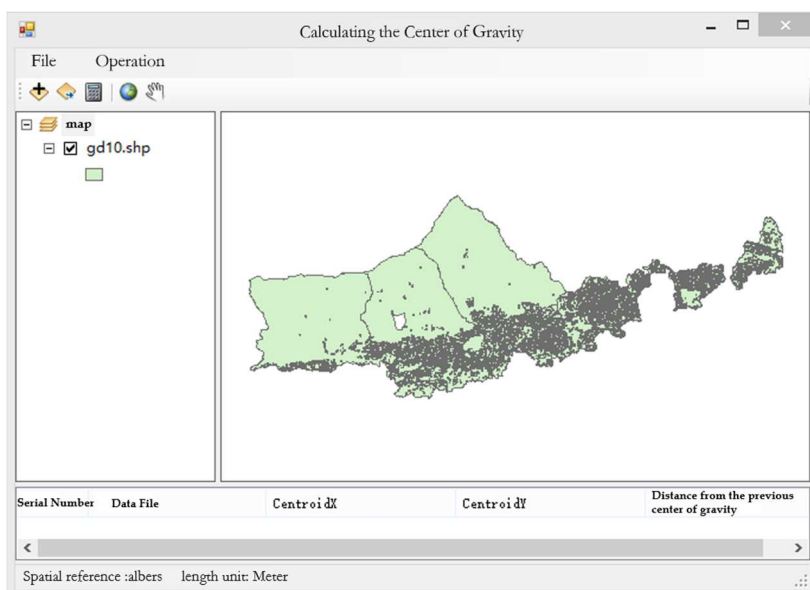 Calculating the Center of Gravity
File Operation
map
gd10.shp
Serial Number Data File CentroidX CentroidY Distance from the previous
center of gravity
Spatial reference :albers length unit: Meter